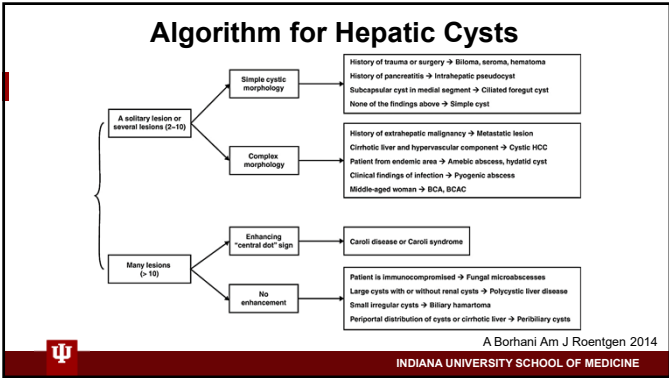 Algorithm for Hepatic Cysts
A solitary lesion or
several lesions (2–10)
Simple cystic
morphology
History of trauma or surgery → Biloma, seroma, hematoma
History of pancreatitis → Intrahepatic pseudocyst
Subcapsular cyst in medial segment → Ciliated foregut cyst
None of the findings above → Simple cyst
Complex
morphology
History of extrahepatic malignancy → Metastatic lesion
Cirrhotic liver and hypervascular component → Cystic HCC
Patient from endemic area → Amebic abscess, hydatid cyst
Clinical findings of infection → Pyogenic abscess
Middle-aged woman → BCA, BCAC
Many lesions
(> 10)
Enhancing
"central dot" sign
Caroli disease or Caroli syndrome
No
enhancement
Patient is immunocompromised → Fungal microabscesses
Large cysts with or without renal cysts → Polycystic liver disease
Small irregular cysts → Biliary hamartoma
Periportal distribution of cysts or cirrhotic liver → Peribiliary cysts
A Borhani Am J Roentgen 2014
INDIANA UNIVERSITY SCHOOL OF MEDICINE